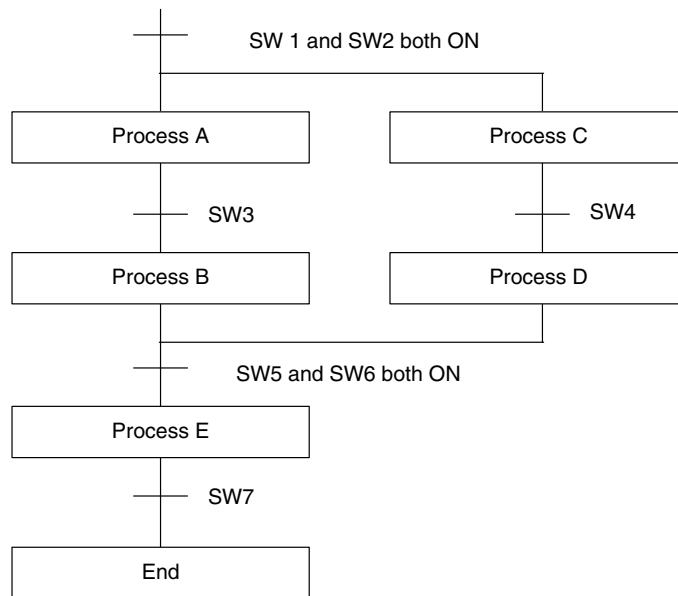 SW 1 and SW2 both ON
Process A
Process C
SW3
SW4
Process B
Process D
SW5 and SW6 both ON
Process E
SW7
End